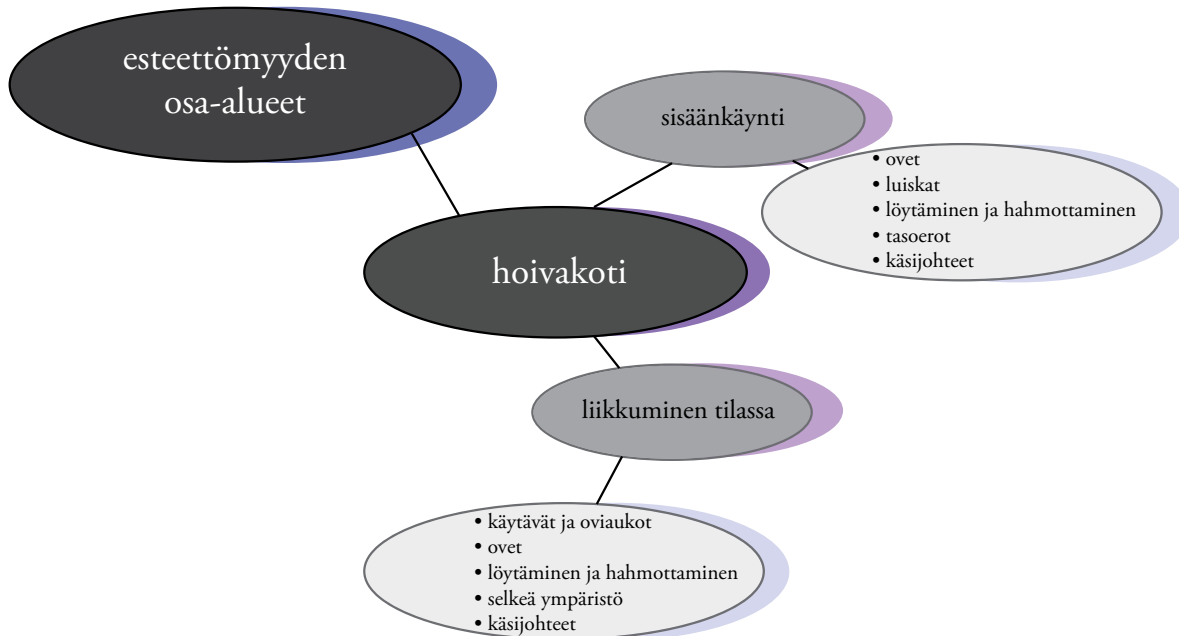 esteettömyyden
osa-alueet
sisäänkäynti
• ovet
• luiskat
• löytäminen ja hahmottaminen
• tasoerot
• käsijohteet
hoivakoti
liikkuminen tilassa
• käytävät ja oviaukot
• ovet
• löytäminen ja hahmottaminen
• selkeä ympäristö
• käsijohteet